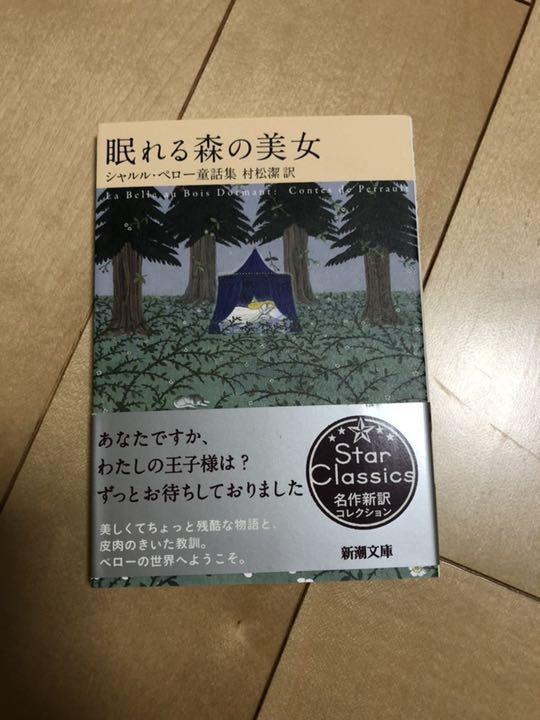 眠れる森の美女
シャルル・ペロー童話集 村松潔 訳
La Belle au Bois Dormant: Contes de Perrault
あなたですか、
わたしの王子様は？
ずっとお待ちしておりました
美しくてちょっと残酷な物語と、
皮肉のきいた教訓。
ペローの世界へようこそ。
Star
Classics
名作新訳
コレクション
新潮文庫